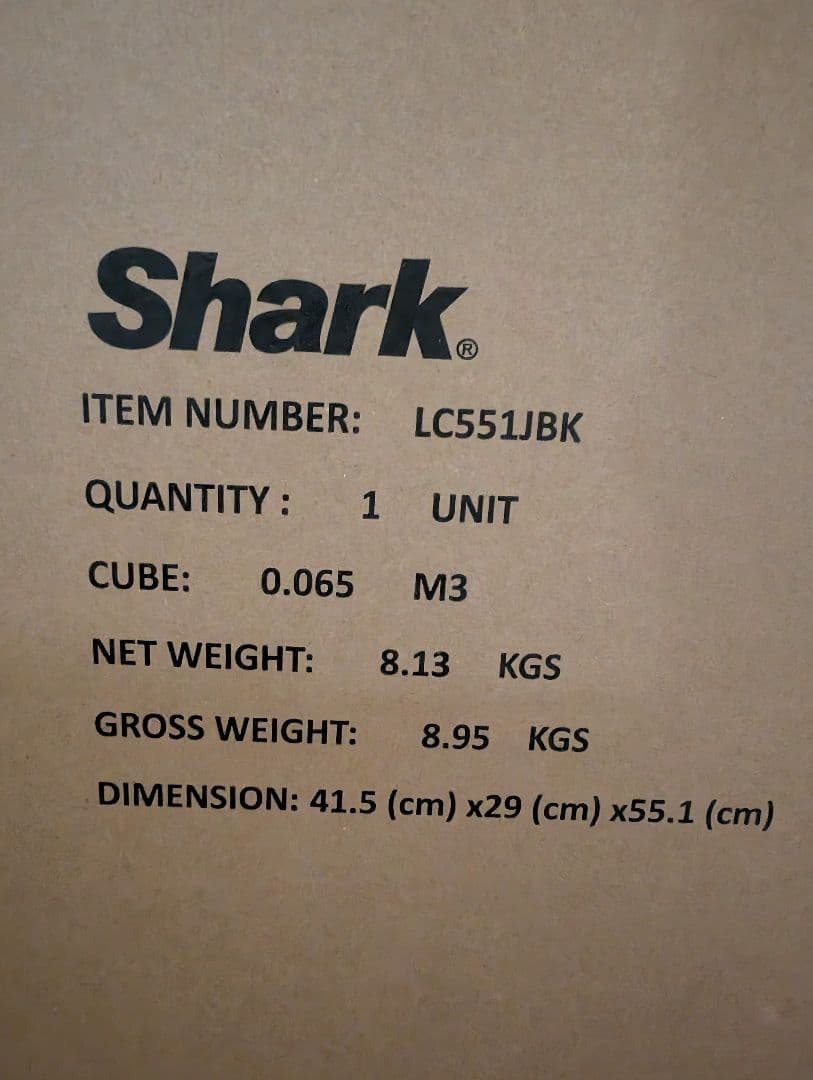 Shark®
ITEM NUMBER: LC551JBK
QUANTITY : 1 UNIT
CUBE: 0.065 M3
NET WEIGHT: 8.13 KGS
GROSS WEIGHT: 8.95 KGS
DIMENSION: 41.5 (cm) x29 (cm) x55.1 (cm)